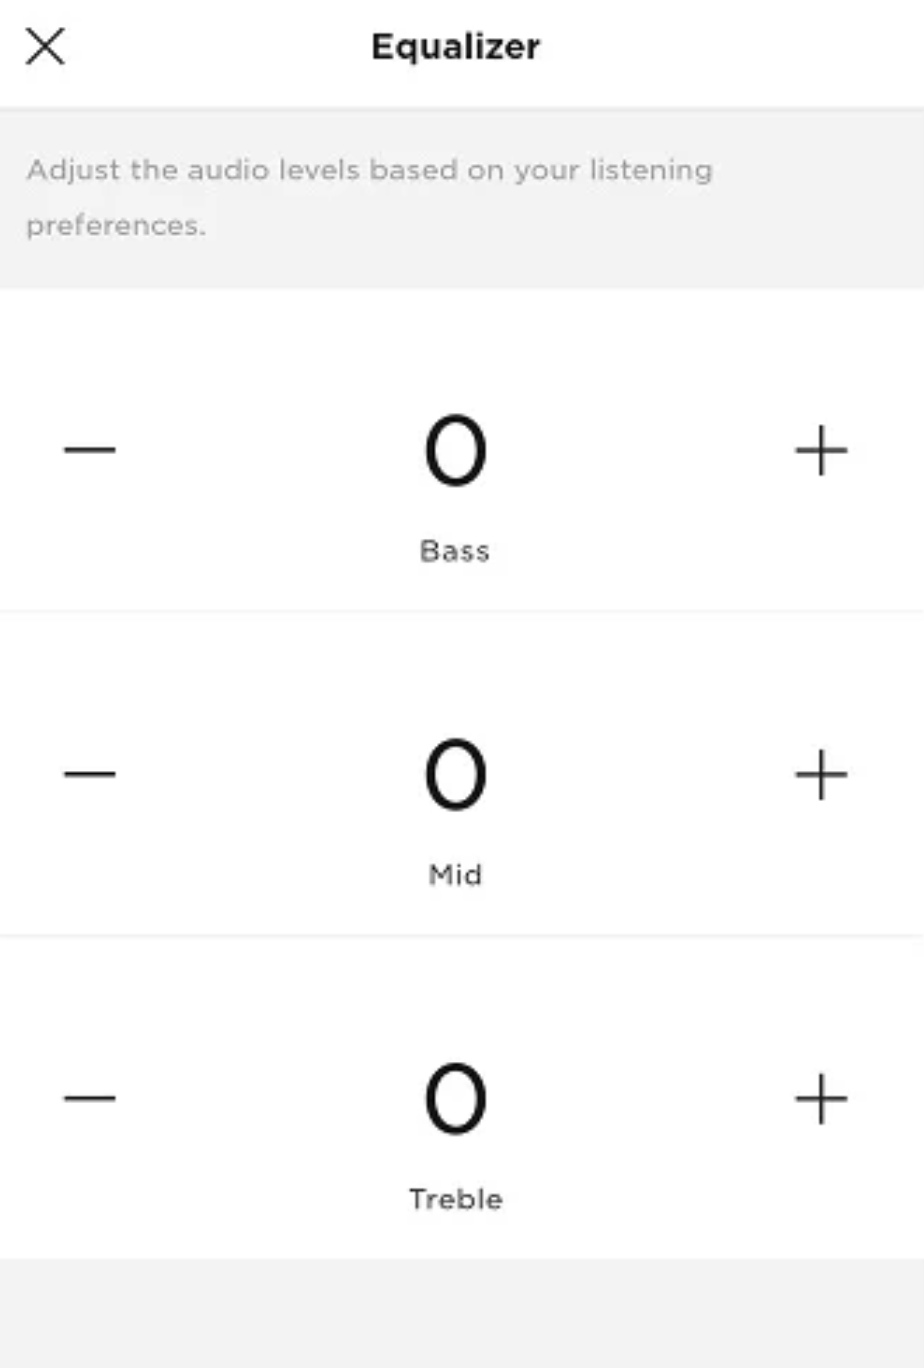 Equalizer
Adjust the audio levels based on your listening
preferences.
0
Bass
0
Mid
0
Treble